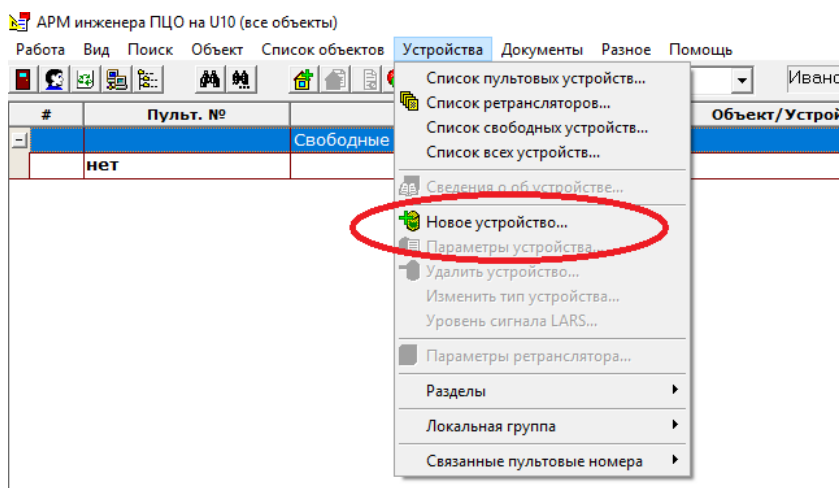 АРМ инженера ПЦО на U10 (все объекты)
Работа Вид Поиск Объект Список объектов Устройства Документы Разное Помощь
# Пульт. № Объект/Устрой
Свободные
нет
Список пультовых устройств...
Список ретрансляторов...
Список свободных устройств...
Список всех устройств...
Сведения о об устройстве...
Новое устройство...
Параметры устройства...
Удалить устройство...
Изменить тип устройства...
Уровень сигнала LARS...
Параметры ретранслятора...
Разделы
Локальная группа
Связанные пультовые номера